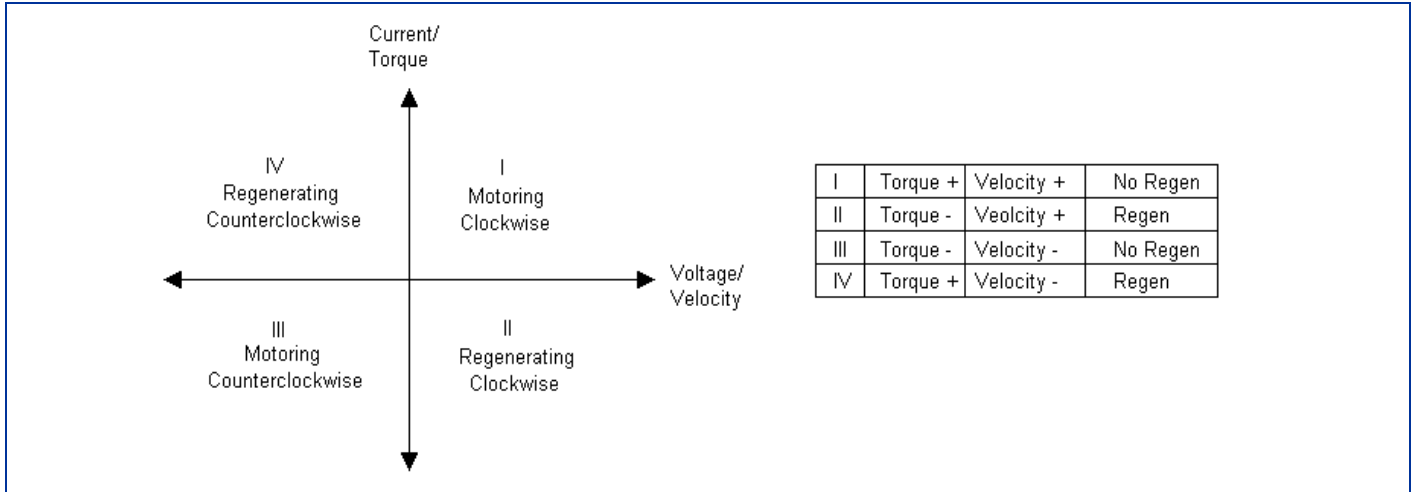 Current/
Torque
IV
Regenerating
Counterclockwise
I
Motoring
Clockwise
Voltage/
Velocity
III
Motoring
Counterclockwise
II
Regenerating
Clockwise
I Torque + Velocity + No Regen
II Torque - Veolcity + Regen
III Torque - Velocity - No Regen
IV Torque + Velocity - Regen